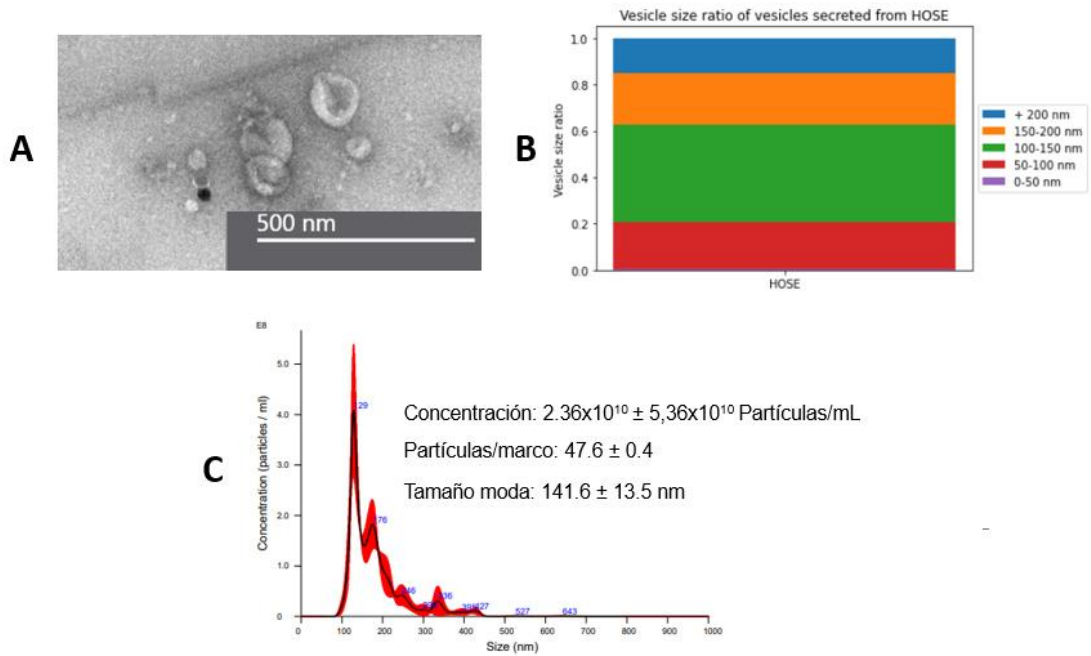 A
500 nm
B
Vesicle size ratio of vesicles secreted from HOSE
Vesicle size ratio
1.0
0.8
0.6
0.4
0.2
0.0
HOSE
+ 200 nm
150-200 nm
100-150 nm
50-100 nm
0-50 nm
C
E8
Concentration (particles / ml)
5.0
4.0
3.0
2.0
1.0
0
129
176
336
427
527
643
0
100
200
300
400
500
600
700
800
900
1000
Size (nm)
Concentración: 2.36x10¹⁰ ± 5,36x10¹⁰ Partículas/mL
Partículas/marco: 47.6 ± 0.4
Tamaño moda: 141.6 ± 13.5 nm